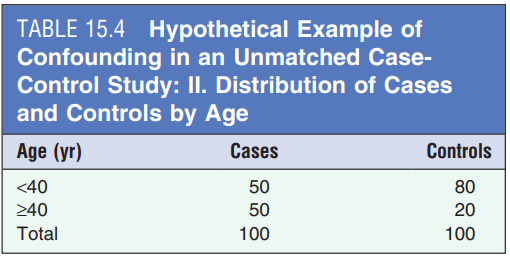 TABLE 15.4 Hypothetical Example of
Confounding in an Unmatched Case-
Control Study: II. Distribution of Cases
and Controls by Age
Age (yr) Cases Controls
<40 50 80
≥40 50 20
Total 100 100